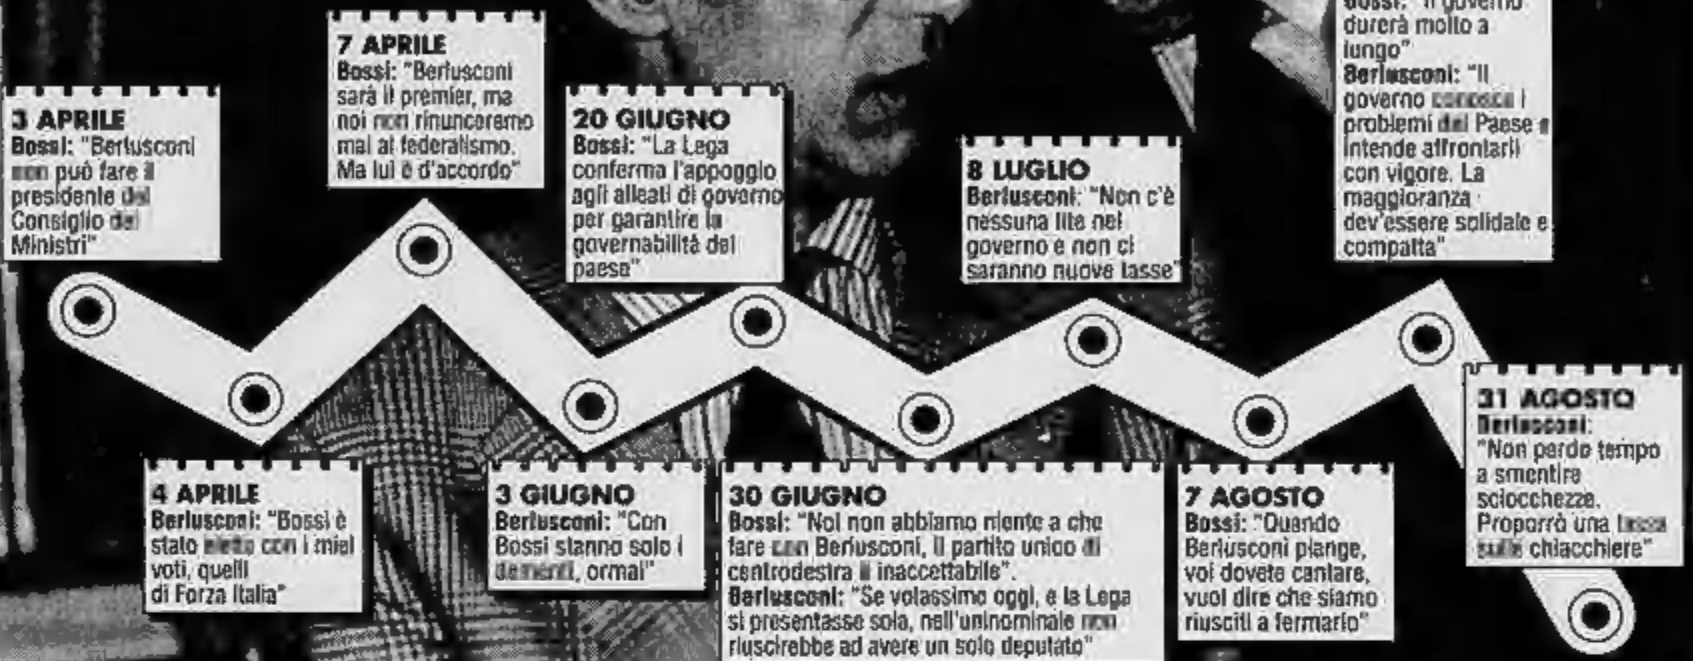 3 APRILE
Bossi: "Berlusconi
non può fare il
presidente del
Consiglio dei
Ministri"
4 APRILE
Berlusconi: "Bossi è
stato eletto con i miei
voti, quelli
di Forza Italia"
7 APRILE
Bossi: "Berlusconi
sarà il premier, ma
noi non rinunceremo
mai al federalismo.
Ma lui è d'accordo"
3 GIUGNO
Berlusconi: "Con
Bossi stanno solo i
dementi, ormai"
20 GIUGNO
Bossi: "La Lega
conferma l'appoggio
agli alleati di governo
per garantire la
governabilità del
paese"
30 GIUGNO
Bossi: "Noi non abbiamo niente a che
fare con Berlusconi, il partito unico di
centrodestra è inaccettabile".
Berlusconi: "Se votassimo oggi, e la Lega
si presentasse sola, nell'uninominale non
riuscirebbe ad avere un solo deputato"
8 LUGLIO
Berlusconi: "Non c'è
nessuna lite nel
governo e non ci
saranno nuove tasse"
7 AGOSTO
Bossi: "Quando
Berlusconi piange,
voi dovete cantare,
vuol dire che siamo
riusciti a fermarlo"
Bossi: "Il governo
durerà molto a
lungo"
Berlusconi: "Il
governo conosce i
problemi del Paese e
intende affrontarli
con vigore. La
maggioranza
dev'essere solidale e
compatta"
31 AGOSTO
Berlusconi:
"Non perdo tempo
a smentire
sciocchezze.
Proporrò una tassa
sulle chiacchiere"